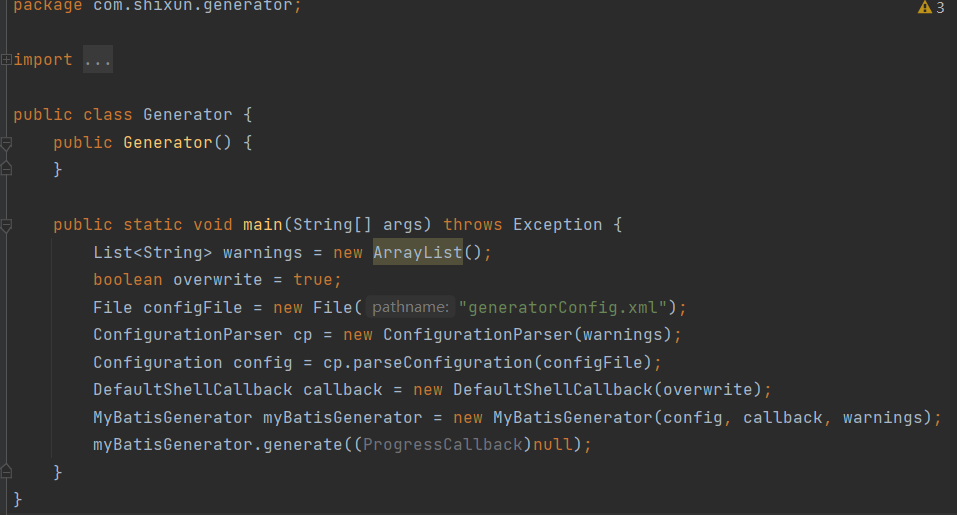 package com.shixun.generator;
3
import ...
public class Generator {
public Generator() {
}
public static void main(String[] args) throws Exception {
List<String> warnings = new ArrayList();
boolean overwrite = true;
File configFile = new File( pathname: "generatorConfig.xml");
ConfigurationParser cp = new ConfigurationParser(warnings);
Configuration config = cp.parseConfiguration(configFile);
DefaultShellCallback callback = new DefaultShellCallback(overwrite);
MyBatisGenerator myBatisGenerator = new MyBatisGenerator(config, callback, warnings);
myBatisGenerator.generate((ProgressCallback)null);
}
}